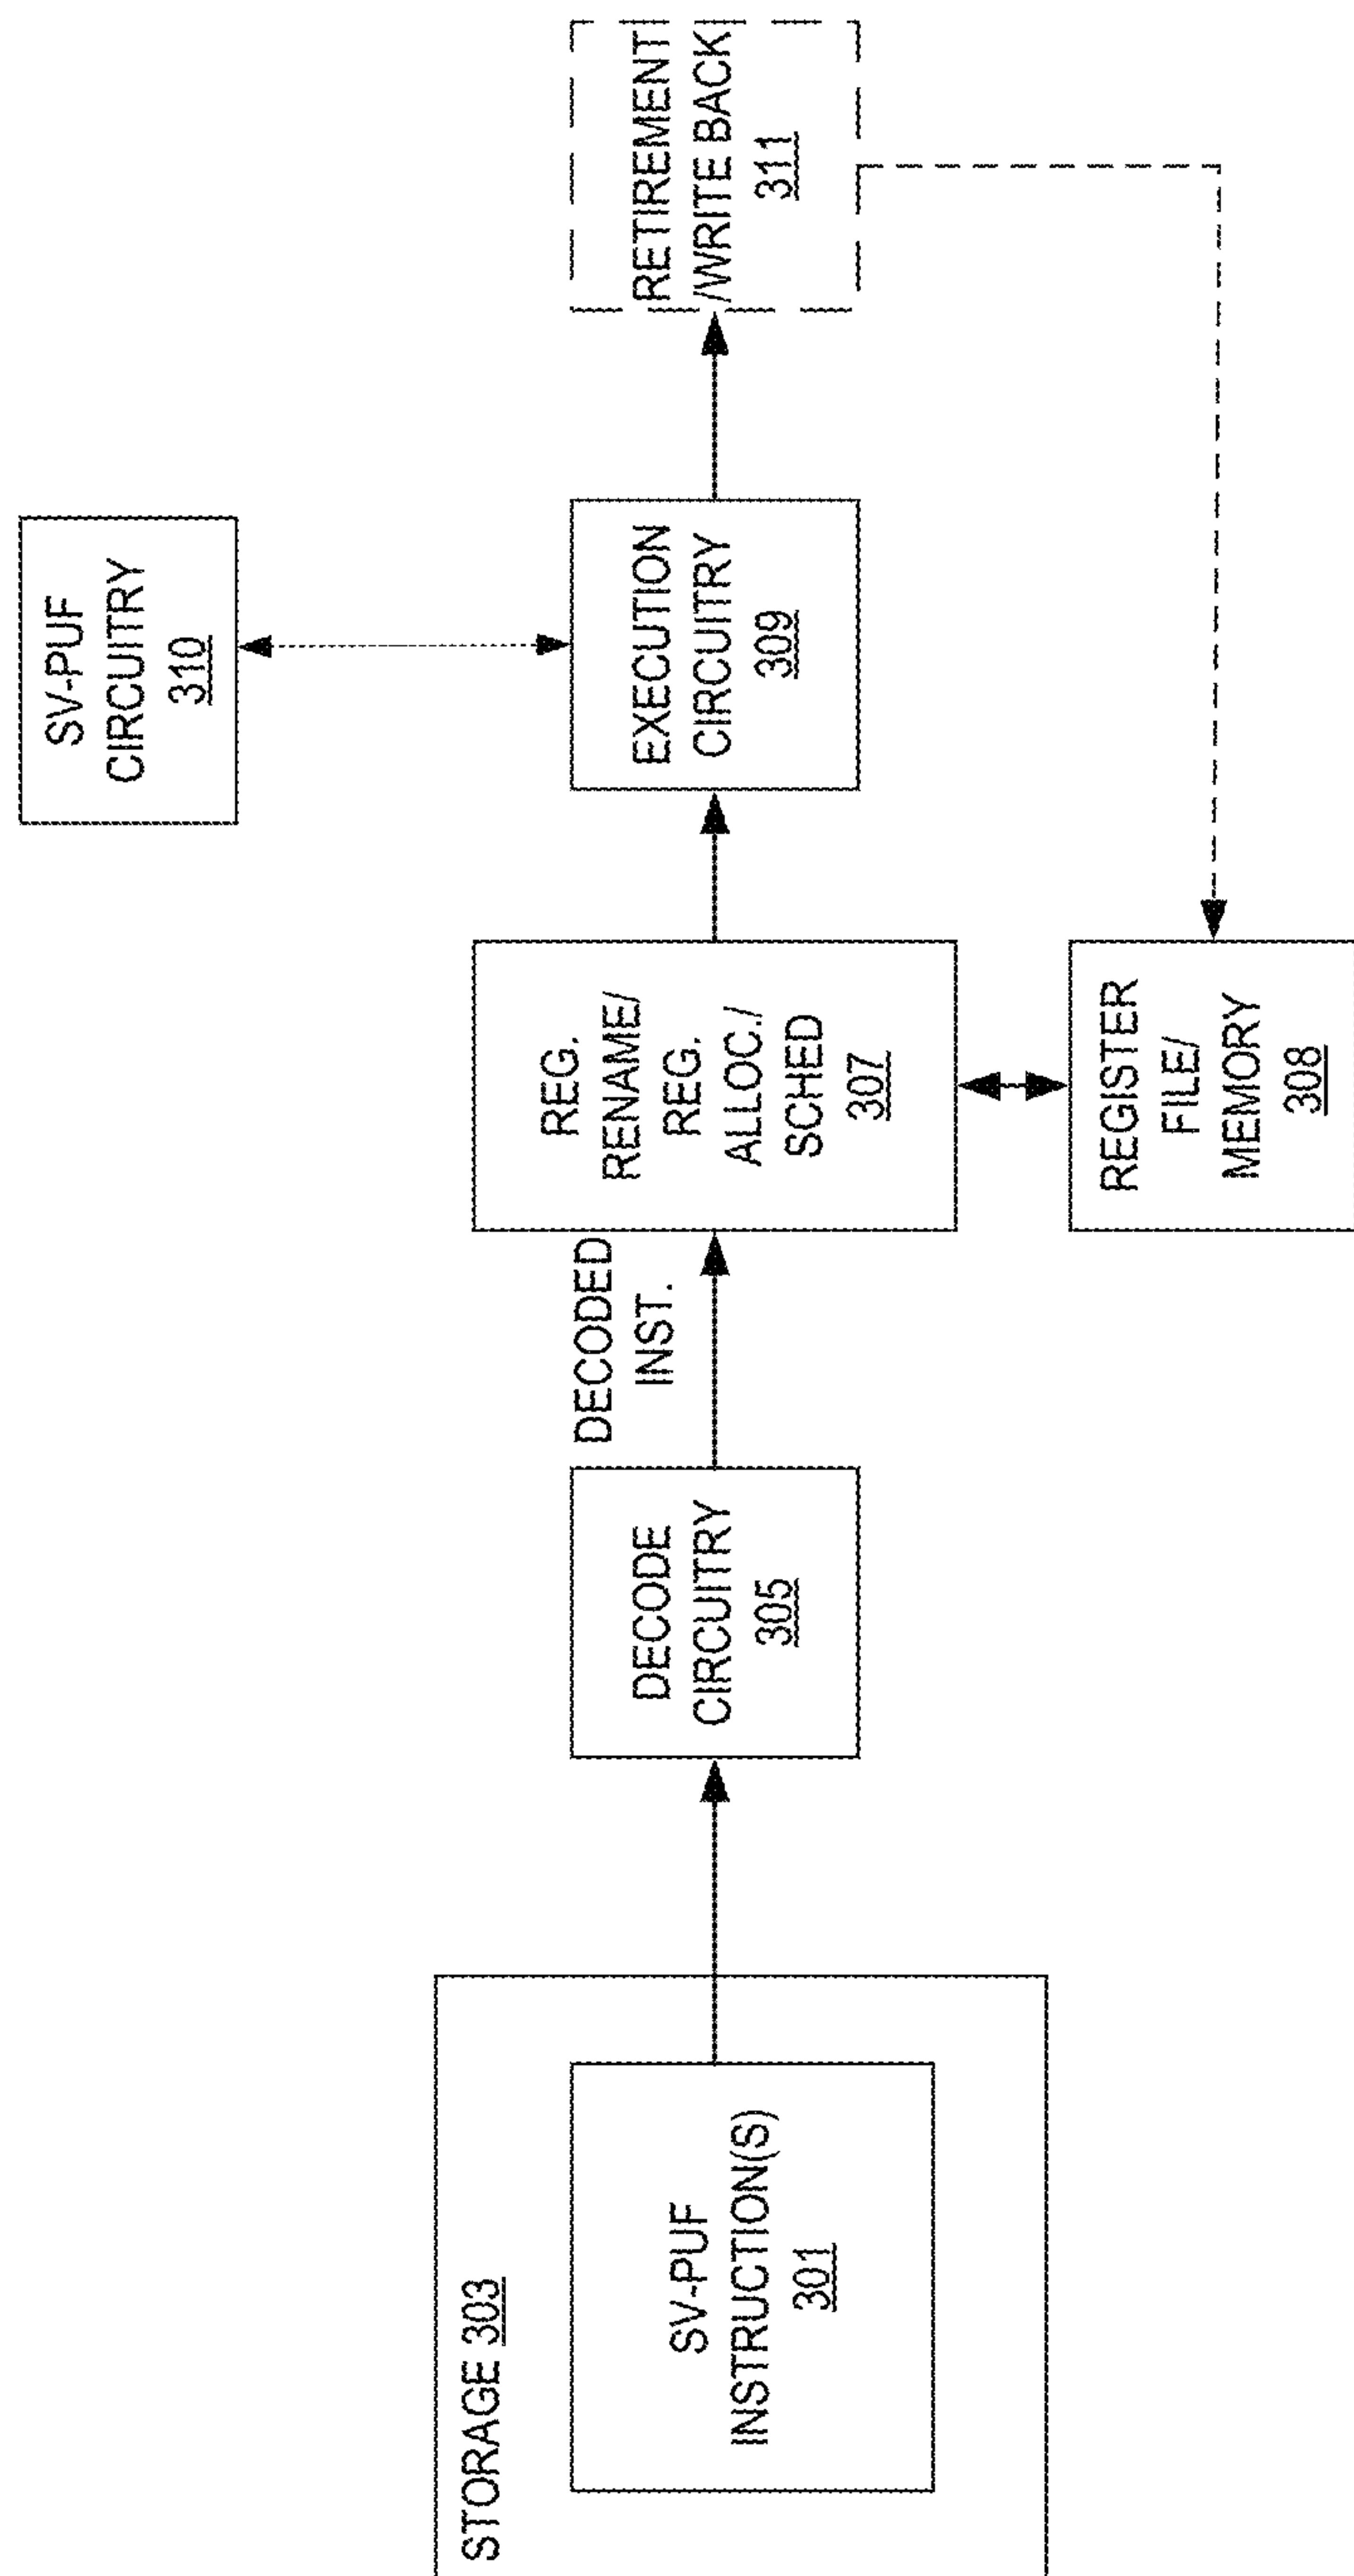 STORAGE 303
SV-PUF
INSTRUCTION(S)
301
DECODE
CIRCUITRY
305
DECODED
INST.
REG.
RENAME/
REG.
ALLOC./
SCHED
307
REGISTER
FILE/
MEMORY
308
SV-PUF
CIRCUITRY
310
EXECUTION
CIRCUITRY
309
RETIREMENT
/WRITE BACK
311